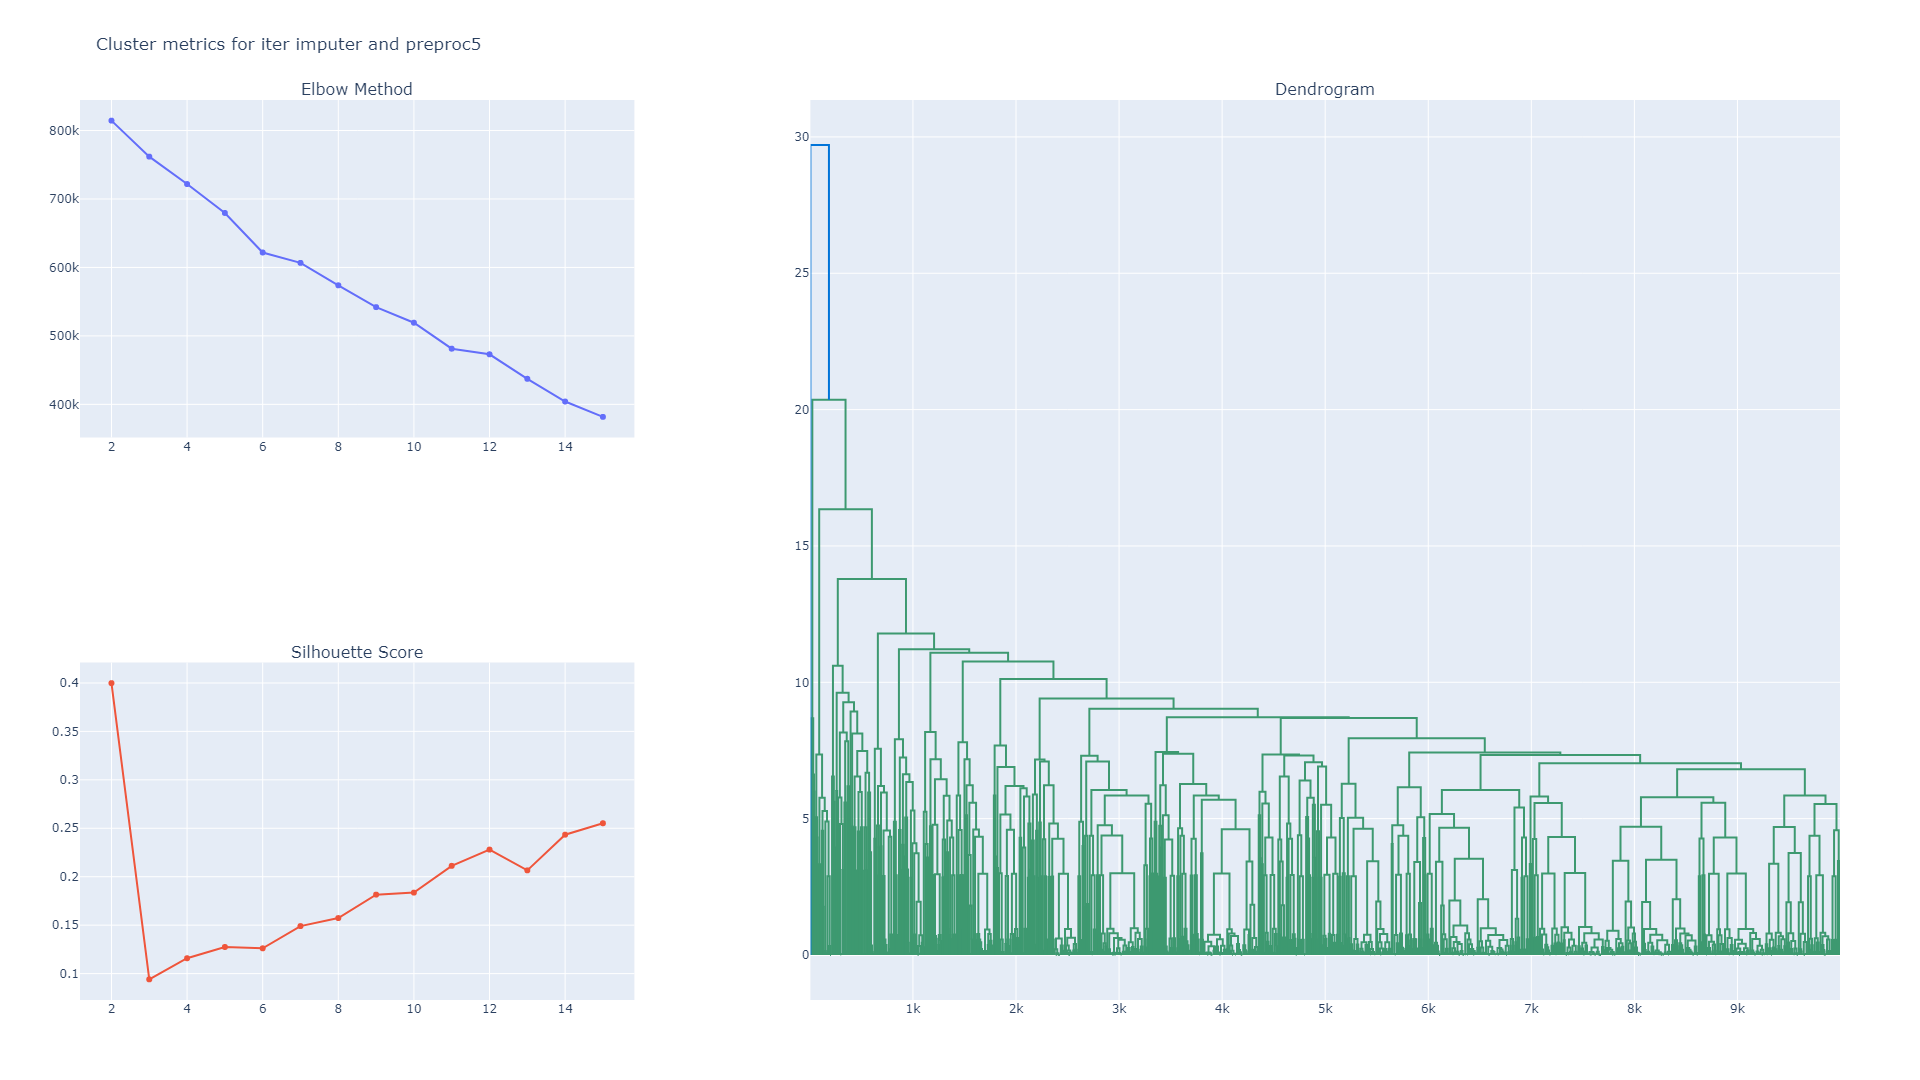 Cluster metrics for iter imputer and preproc5
Elbow Method
800k
700k
600k
500k
400k
2 4 6 8 10 12 14
Silhouette Score
0.4
0.35
0.3
0.25
0.2
0.15
0.1
2 4 6 8 10 12 14
Dendrogram
30
25
20
15
10
5
0
1k 2k 3k 4k 5k 6k 7k 8k 9k